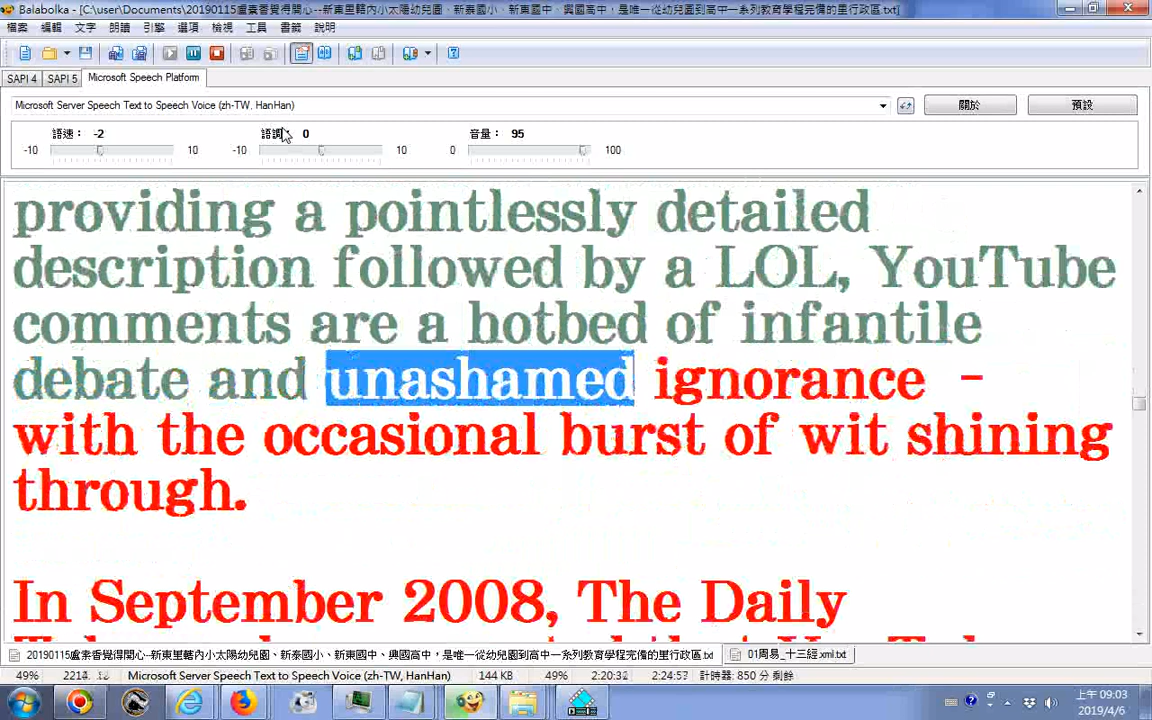 Balabolka - [C:\user\Documents\20190115盧素香覺得開心--新東里轄內小太陽幼兒園、新泰國小、新東國中、興國高中，是唯一從幼兒園到高中一系列教育學程完備的里行政區.txt]
檔案 編輯 文字 朗讀 引擎 選項 檢視 工具 書籤 說明
SAPI 4 SAPI 5 Microsoft Speech Platform
Microsoft Server Speech Text to Speech Voice (zh-TW, HanHan) 關於 預設
語速： -2 語調： 0 音量： 95
-10 10 -10 10 0 100
providing a pointlessly detailed
description followed by a LOL, YouTube
comments are a hotbed of infantile
debate and unashamed ignorance –
with the occasional burst of wit shining
through.
In September 2008, The Daily
20190115盧素香覺得開心--新東里轄內小太陽幼兒園、新泰國小、新東國中、興國高中，是唯一從幼兒園到高中一系列教育學程完備的里行政區.txt 01周易_十三經.xml.txt
49% Microsoft Server Speech Text to Speech Voice (zh-TW, HanHan) 144 KB 49% 2:20:32 2:24:57 計時器: 850 分 剩餘
上午 09:03
2019/4/6